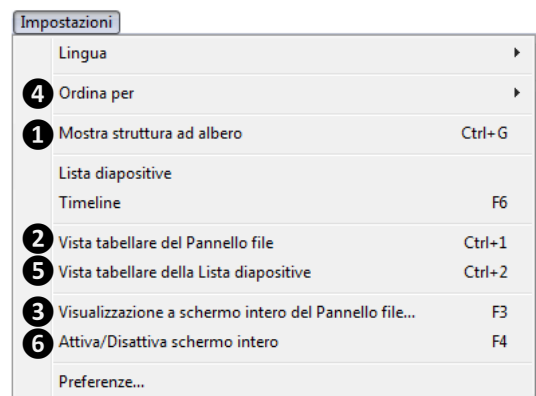 Impostazioni
Lingua
4 Ordina per
1 Mostra struttura ad albero Ctrl+G
Lista diapositive
Timeline F6
2 Vista tabellare del Pannello file Ctrl+1
5 Vista tabellare della Lista diapositive Ctrl+2
3 Visualizzazione a schermo intero del Pannello file... F3
6 Attiva/Disattiva schermo intero F4
Preferenze...